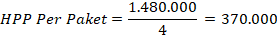 HPP Per Paket = 1.480.000 / 4 = 370.000